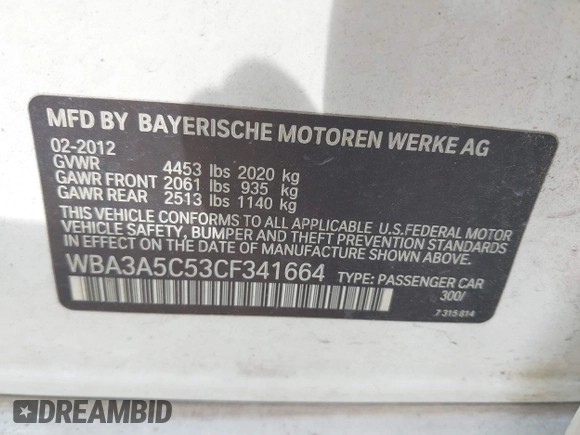 MFD BY BAYERISCHE MOTOREN WERKE AG
02-2012
GVWR 4453 lbs 2020 kg
GAWR FRONT 2061 lbs 935 kg
GAWR REAR 2513 lbs 1140 kg
THIS VEHICLE CONFORMS TO ALL APPLICABLE U.S.FEDERAL MOTOR
VEHICLE SAFETY, BUMPER AND THEFT PREVENTION STANDARDS
IN EFFECT ON THE DATE OF MANUFACTURE SHOWN ABOVE.
WBA3A5C53CF341664 TYPE: PASSENGER CAR
300/
7 315 814
DREAMBID